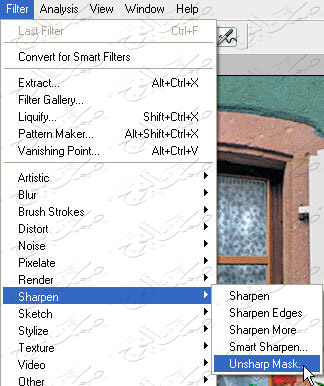 Filter Analysis View Window Help
Last Filter Ctrl+F
Convert for Smart Filters
Extract... Alt+Ctrl+X
Filter Gallery...
Liquify... Shift+Ctrl+X
Pattern Maker... Alt+Shift+Ctrl+X
Vanishing Point... Alt+Ctrl+V
Artistic
Blur
Brush Strokes
Distort
Noise
Pixelate
Render
Sharpen
Sketch
Stylize
Texture
Video
Other
Sharpen
Sharpen Edges
Sharpen More
Smart Sharpen...
Unsharp Mask...